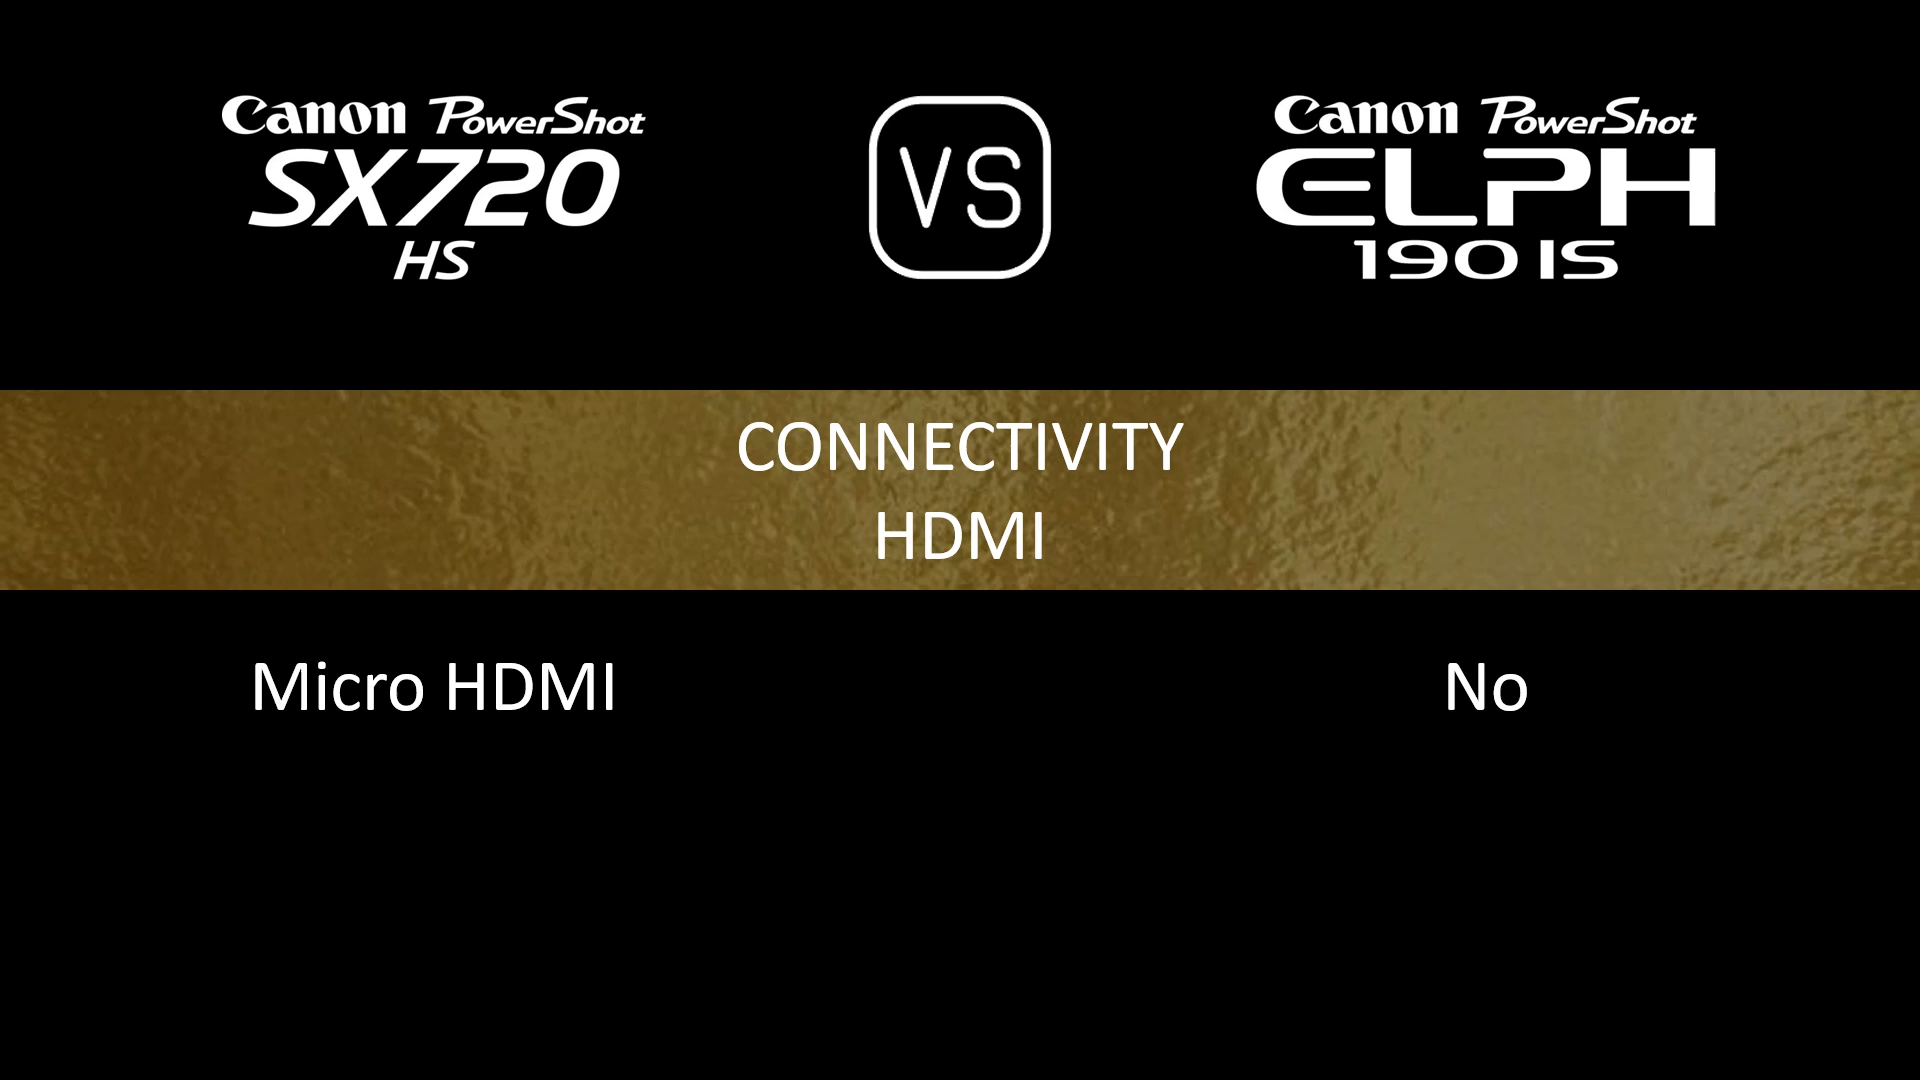 Canon PowerShot
SX720
HS
VS
Canon PowerShot
ELPH
190 IS
CONNECTIVITY
HDMI
Micro HDMI
No